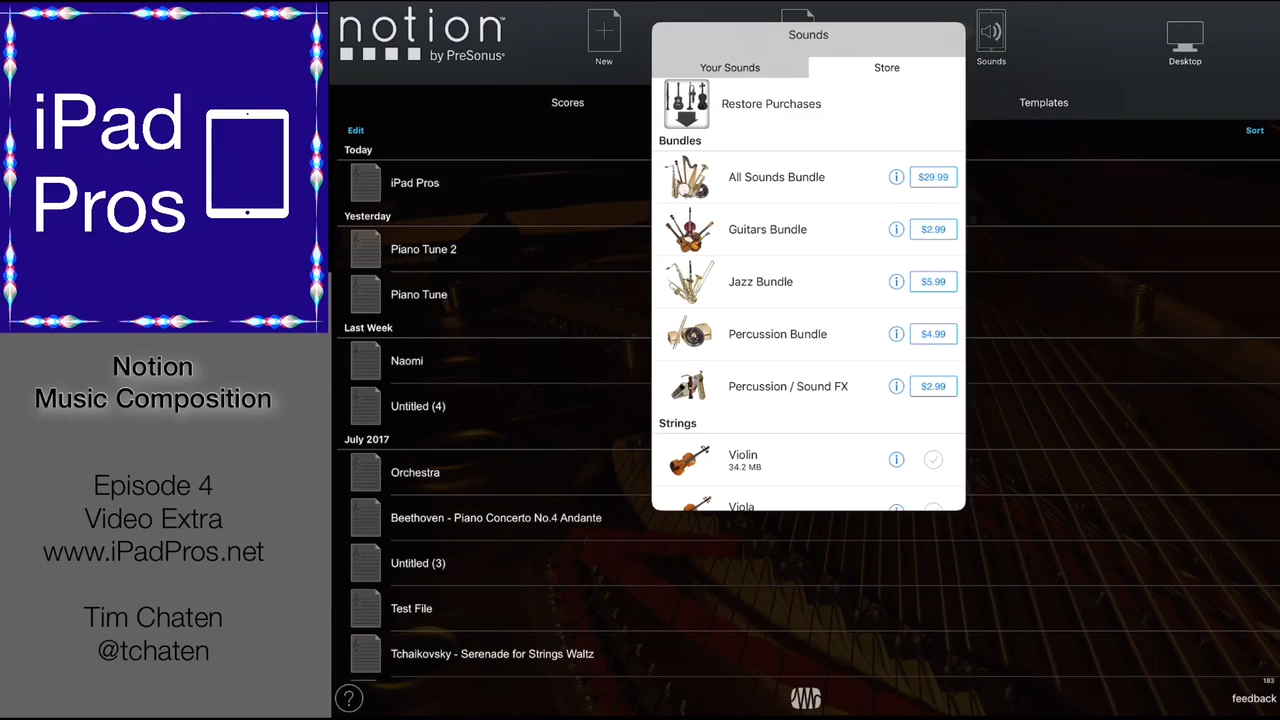 iPad
Pros
Notion
Music Composition
Episode 4
Video Extra
www.iPadPros.net
Tim Chaten
@tchaten
notion™
by PreSonus®
New
Sounds
Desktop
Scores
Templates
Edit
Sort
Today
iPad Pros
Yesterday
Piano Tune 2
Piano Tune
Last Week
Naomi
Untitled (4)
July 2017
Orchestra
Beethoven - Piano Concerto No.4 Andante
Untitled (3)
Test File
Tchaikovsky - Serenade for Strings Waltz
?
183
feedback
Sounds
Your Sounds
Store
Restore Purchases
Bundles
All Sounds Bundle
i
$29.99
Guitars Bundle
i
$2.99
Jazz Bundle
i
$5.99
Percussion Bundle
i
$4.99
Percussion / Sound FX
i
$2.99
Strings
Violin
34.2 MB
i
Viola